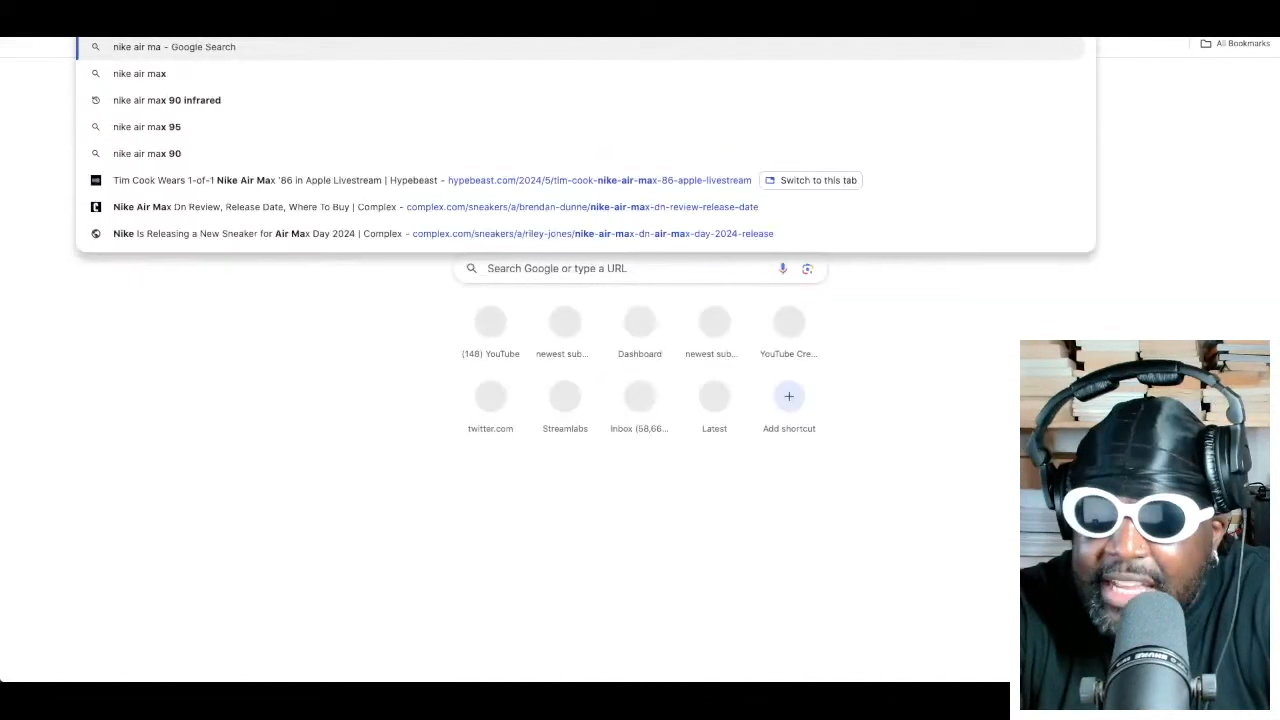 nike air ma - Google Search
All Bookmarks
nike air max
nike air max 90 infrared
nike air max 95
nike air max 90
Tim Cook Wears 1-of-1 Nike Air Max '86 in Apple Livestream | Hypebeast - hypebeast.com/2024/5/tim-cook-nike-air-max-86-apple-livestream Switch to this tab
Nike Air Max Dn Review, Release Date, Where To Buy | Complex - complex.com/sneakers/a/brendan-dunne/nike-air-max-dn-review-release-date
Nike Is Releasing a New Sneaker for Air Max Day 2024 | Complex - complex.com/sneakers/a/riley-jones/nike-air-max-dn-air-max-day-2024-release
Search Google or type a URL
(148) YouTube newest sub... Dashboard newest sub... YouTube Cre...
twitter.com Streamlabs Inbox (58,66... Latest Add shortcut